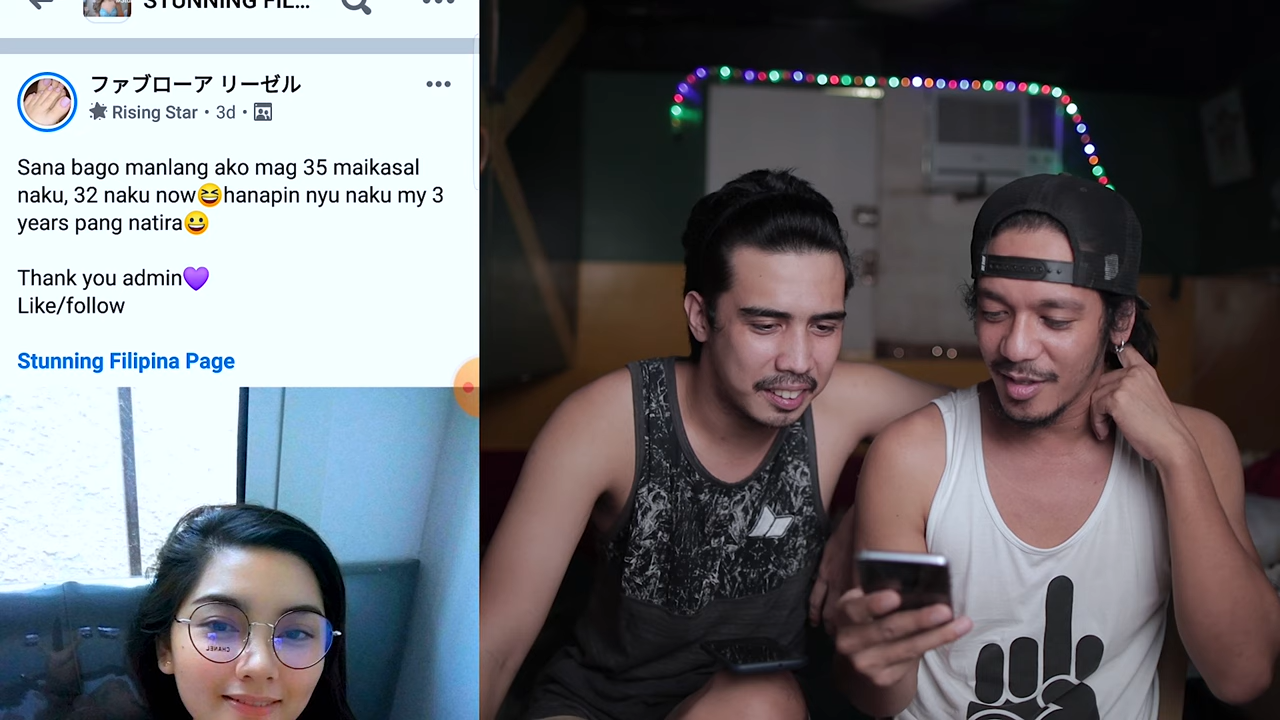 STUNNING FIL...
ファブローア リーゼル
Rising Star • 3d •
Sana bago manlang ako mag 35 maikasal
naku, 32 naku now😆hanapin nyu naku my 3
years pang natira😀
Thank you admin💜
Like/follow
Stunning Filipina Page
CHANEL